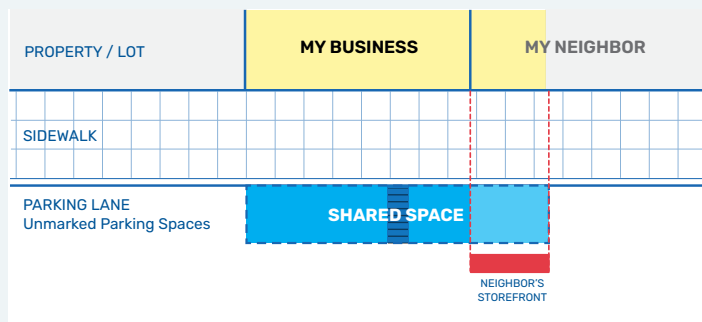 PROPERTY / LOT
MY BUSINESS
MY NEIGHBOR
SIDEWALK
PARKING LANE
Unmarked Parking Spaces
SHARED SPACE
NEIGHBOR'S
STOREFRONT